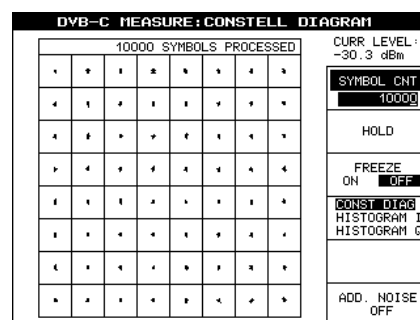 DVB-C MEASURE:CONSTELL DIAGRAM
10000 SYMBOLS PROCESSED
CURR LEVEL:
-30.3 dBm
SYMBOL CNT
10000
HOLD
FREEZE
ON OFF
CONST DIAG
HISTOGRAM I
HISTOGRAM Q
ADD. NOISE
OFF